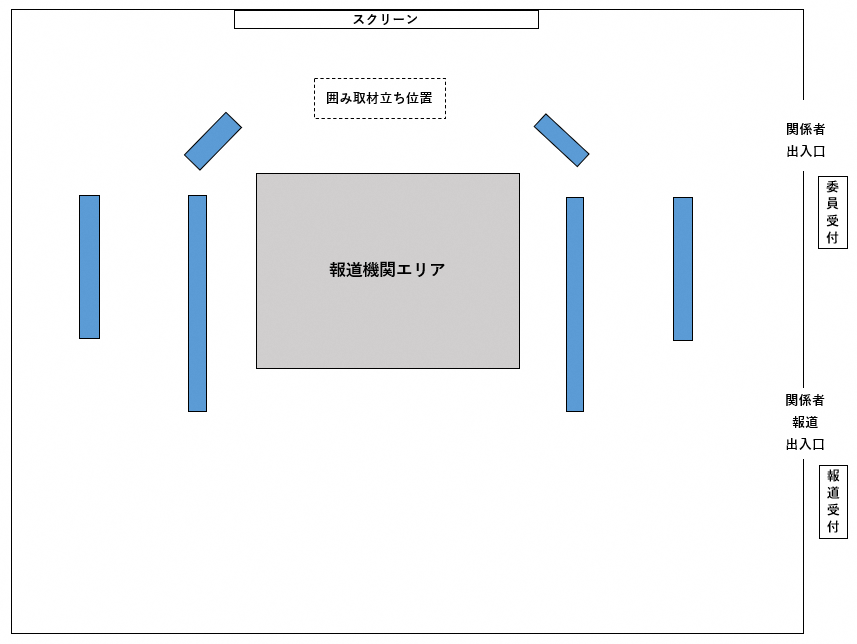 スクリーン
囲み取材立ち位置
関係者
出入口
委員受付
報道機関エリア
関係者
報道
出入口
報道受付